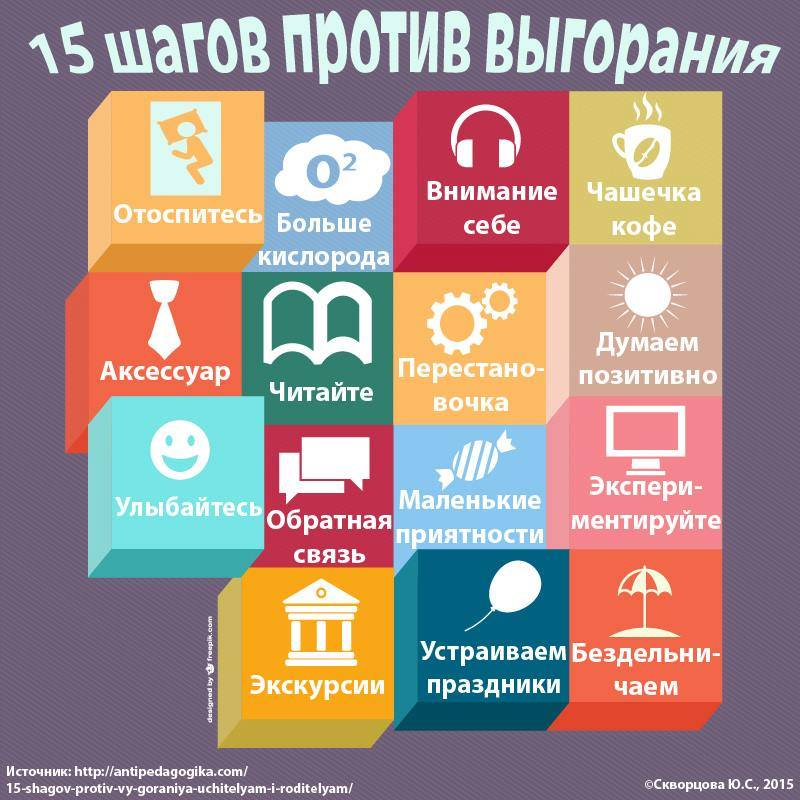 15 шагов против выгорания
Отоспитесь
O²
Больше
кислорода
Внимание
себе
Чашечка
кофе
Аксессуар
Читайте
Перестано-
вочка
Думаем
позитивно
Улыбайтесь
Обратная
связь
Маленькие
приятности
Экспери-
ментируйте
Экскурсии
Устраиваем
праздники
Бездельни-
чаем
designed by freepik.com
Источник: http://antipedagogika.com/
15-shagov-protiv-vy-goraniya-uchitelyam-i-roditelyam/
©Скворцова Ю.С., 2015